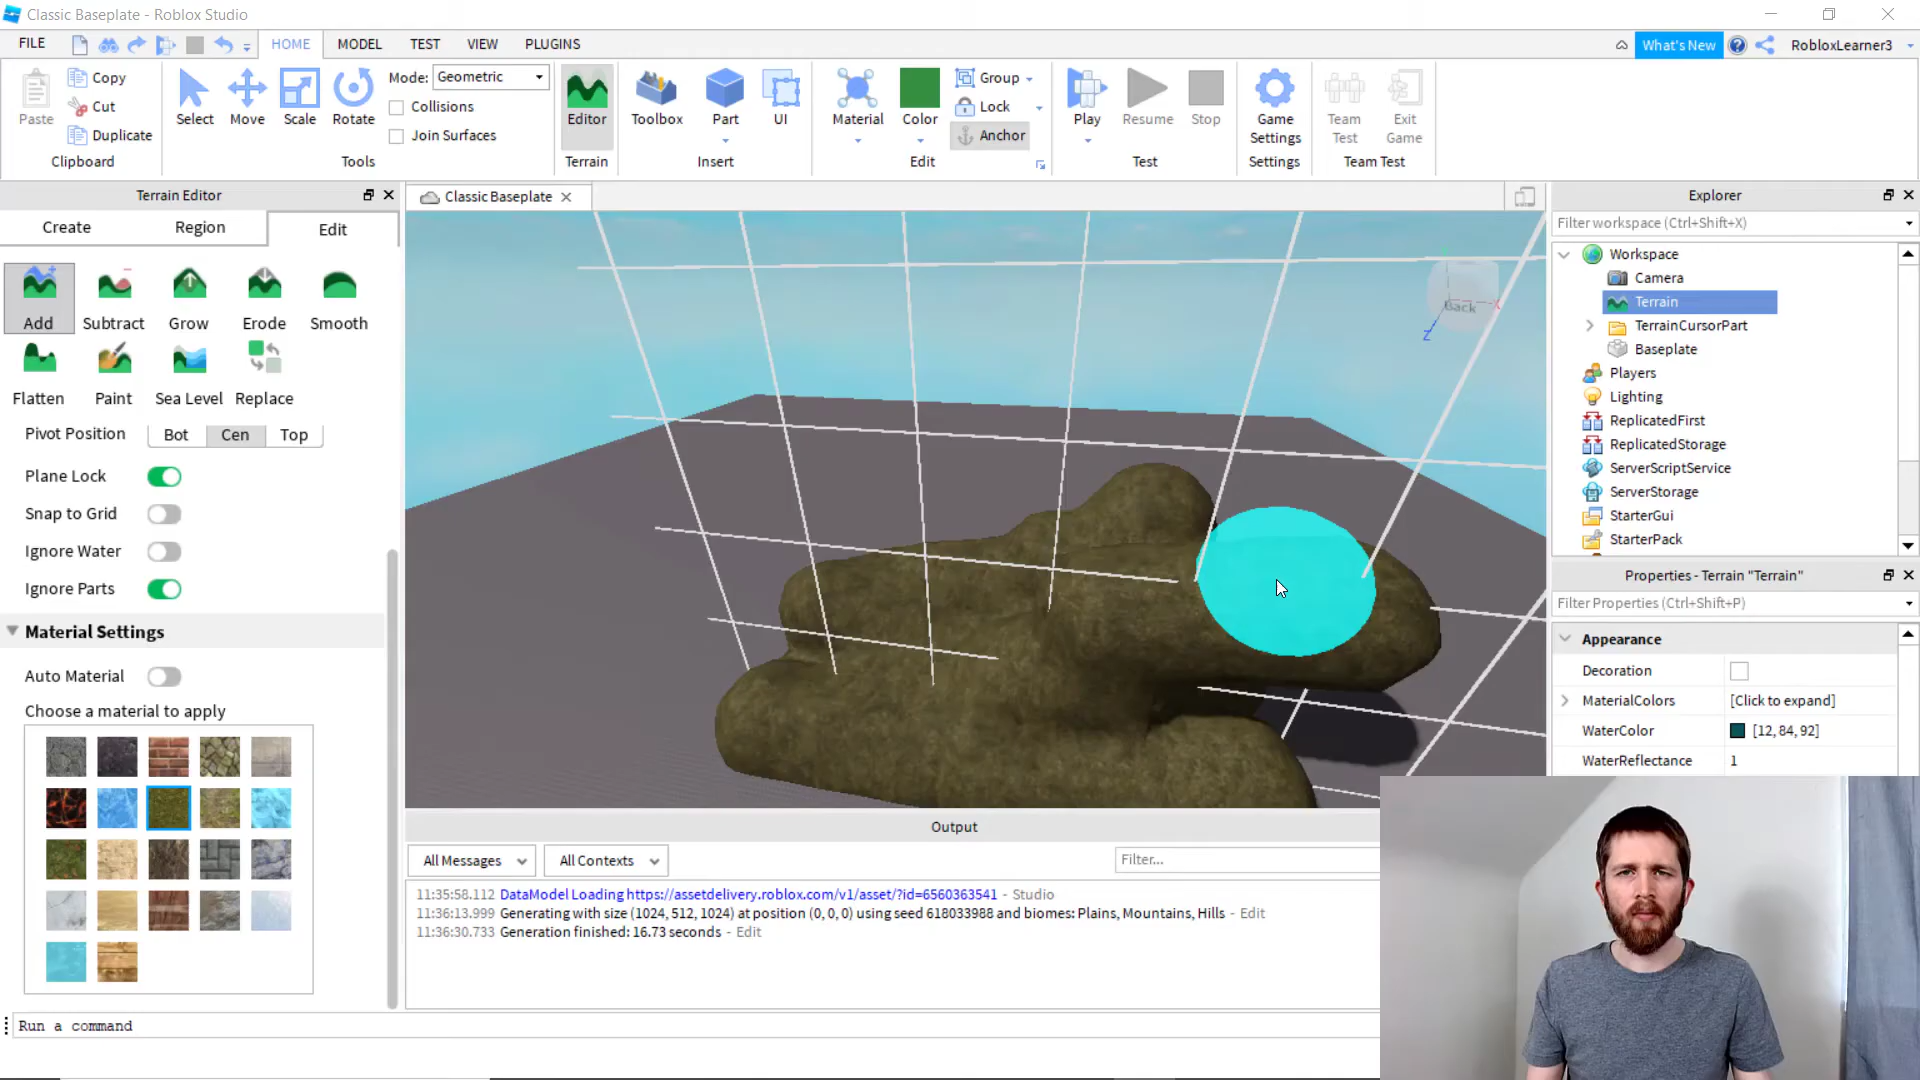 Classic Baseplate - Roblox Studio
FILE HOME MODEL TEST VIEW PLUGINS What's New RobloxLearner3
Paste Copy Cut Duplicate
Clipboard
Select Move Scale Rotate
Mode: Geometric
Collisions
Join Surfaces
Tools
Editor
Terrain
Toolbox Part UI
Insert
Material Color Group Lock Anchor
Edit
Play Resume Stop
Test
Game Settings
Settings
Team Test Exit Game
Team Test
Terrain Editor
Create Region Edit
Add Subtract Grow Erode Smooth
Flatten Paint Sea Level Replace
Pivot Position Bot Cen Top
Plane Lock
Snap to Grid
Ignore Water
Ignore Parts
Material Settings
Auto Material
Choose a material to apply
Classic Baseplate
Back
X
Z
Output
All Messages All Contexts Filter...
11:35:58.112 DataModel Loading https://assetdelivery.roblox.com/v1/asset/?id=6560363541 - Studio
11:36:13.999 Generating with size (1024, 512, 1024) at position (0, 0, 0) using seed 618033988 and biomes: Plains, Mountains, Hills - Edit
11:36:30.733 Generation finished: 16.73 seconds - Edit
Run a command
Explorer
Filter workspace (Ctrl+Shift+X)
Workspace
Camera
Terrain
TerrainCursorPart
Baseplate
Players
Lighting
ReplicatedFirst
ReplicatedStorage
ServerScriptService
ServerStorage
StarterGui
StarterPack
Properties - Terrain "Terrain"
Filter Properties (Ctrl+Shift+P)
Appearance
Decoration
MaterialColors [Click to expand]
WaterColor [12, 84, 92]
WaterReflectance 1